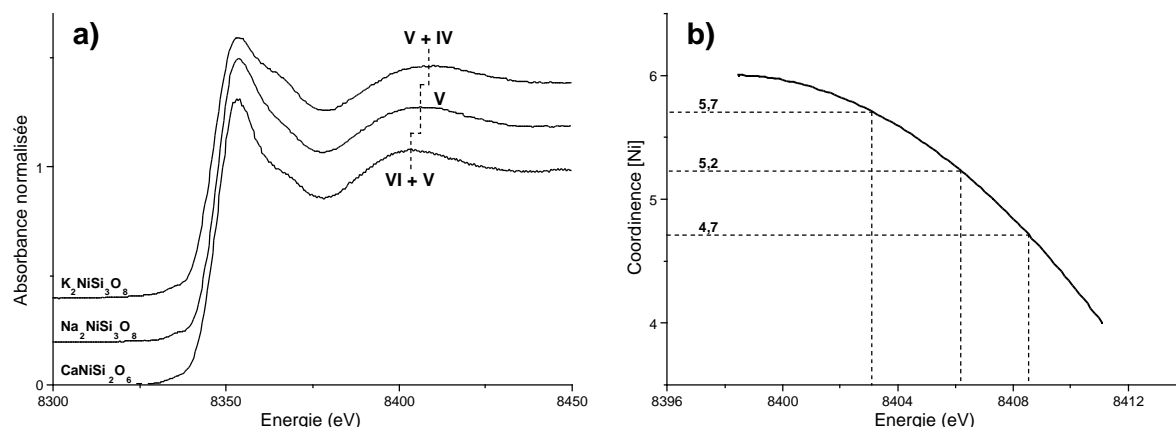 a)
V + IV
V
VI + V
1
0
Absorbance normalisée
K₂NiSi₃O₈
Na₂NiSi₃O₈
CaNiSi₂O₆
8300 8350 8400 8450
Energie (eV)
b)
6
5,7
5,2
5
4,7
4
Coordinence [Ni]
8396 8400 8404 8408 8412
Energie (eV)